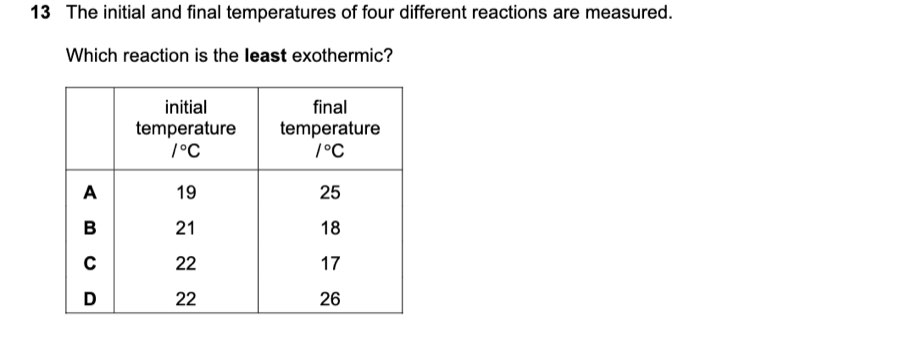 13 The initial and final temperatures of four different reactions are measured.
Which reaction is the least exothermic?
initial temperature /°C final temperature /°C
A 19 25
B 21 18
C 22 17
D 22 26